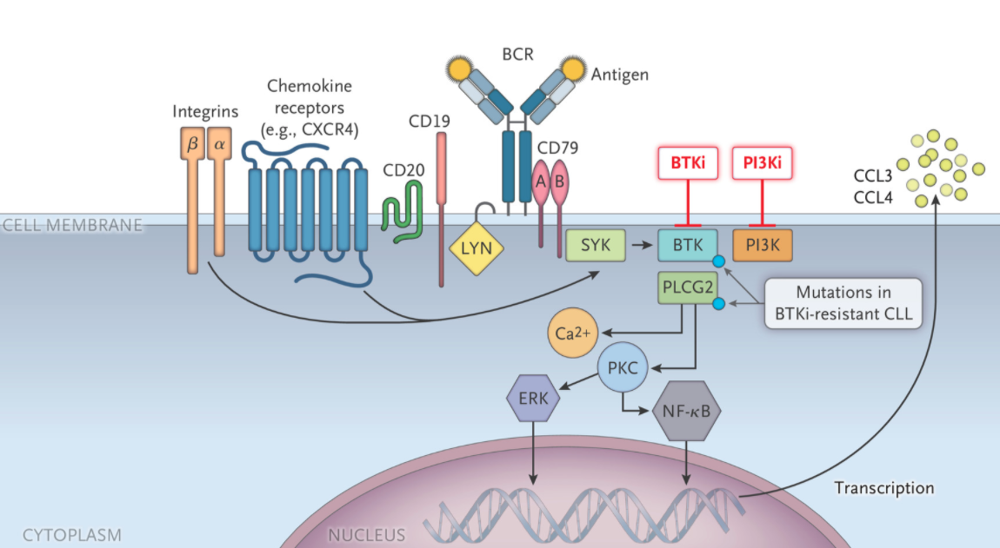 BCR
Antigen
Chemokine
receptors
(e.g., CXCR4)
Integrins
β
α
CD19
CD20
CD79
A
B
BTKi
PI3Ki
CCL3
CCL4
CELL MEMBRANE
LYN
SYK
BTK
PI3K
PLCG2
Mutations in
BTKi-resistant CLL
Ca2+
PKC
ERK
NF-κB
Transcription
CYTOPLASM
NUCLEUS